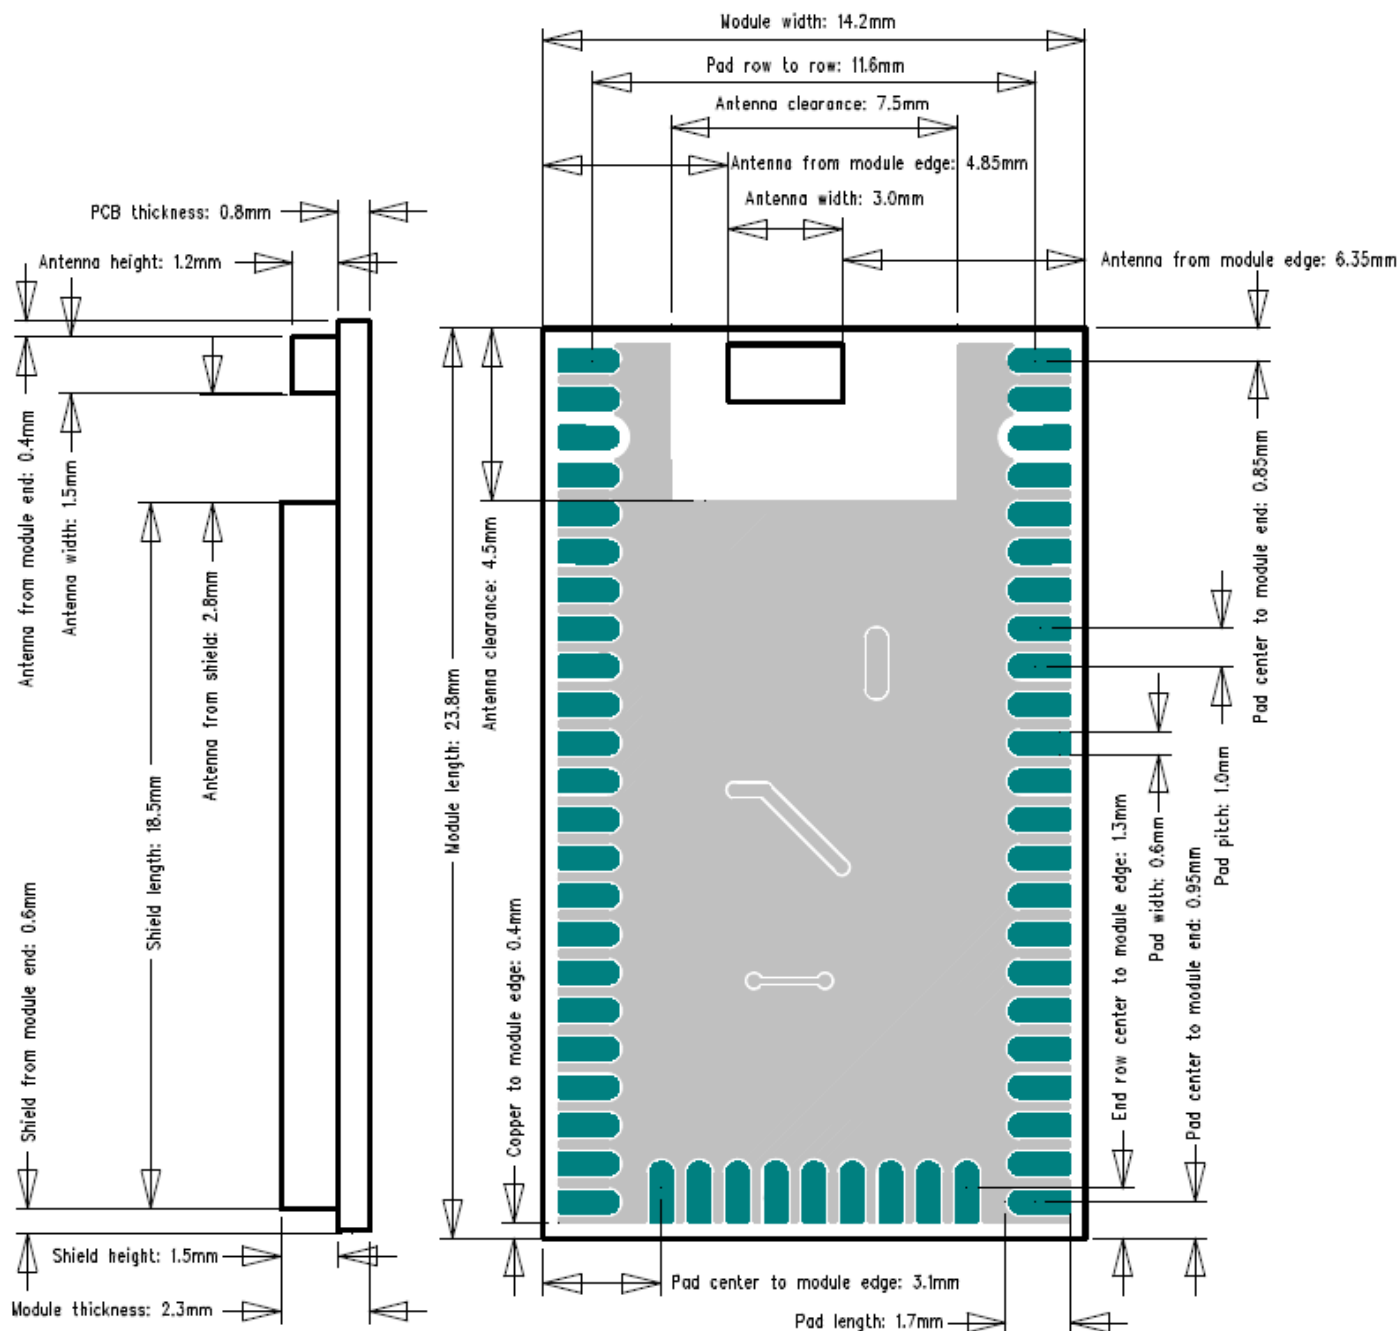 Module width: 14.2mm
Pad row to row: 11.6mm
Antenna clearance: 7.5mm
Antenna from module edge: 4.85mm
Antenna width: 3.0mm
PCB thickness: 0.8mm
Antenna height: 1.2mm
Antenna from module edge: 6.35mm
Antenna from module end: 0.4mm
Antenna width: 1.5mm
Antenna from shield: 2.8mm
Shield length: 18.5mm
Shield from module end: 0.6mm
Module length: 23.8mm
Antenna clearance: 4.5mm
Copper to module edge: 0.4mm
Pad center to module end: 0.85mm
Pad pitch: 1.0mm
Pad width: 0.6mm
End row center to module edge: 1.3mm
Pad center to module end: 0.95mm
Shield height: 1.5mm
Module thickness: 2.3mm
Pad center to module edge: 3.1mm
Pad length: 1.7mm